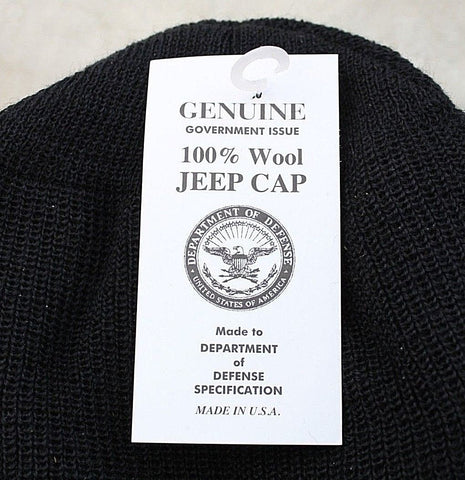 GENUINE
GOVERNMENT ISSUE
100% Wool
JEEP CAP
DEPARTMENT OF DEFENSE
UNITED STATES OF AMERICA
Made to
DEPARTMENT
of
DEFENSE
SPECIFICATION
MADE IN U.S.A.